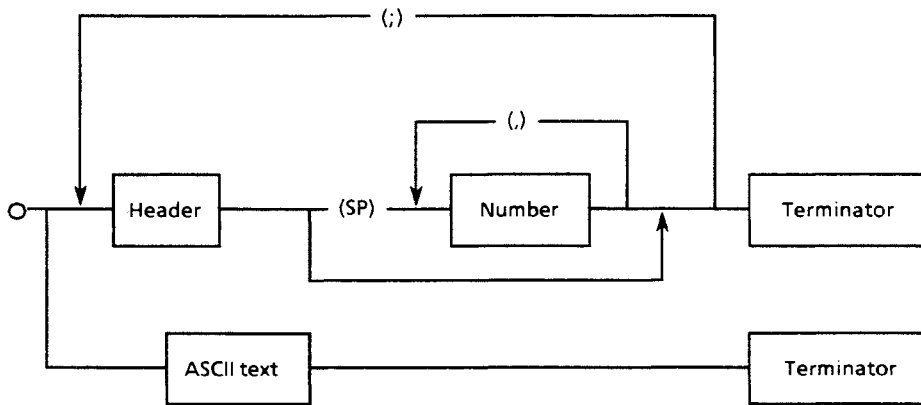 (;)
(,)
Header (SP) Number Terminator
ASCII text Terminator